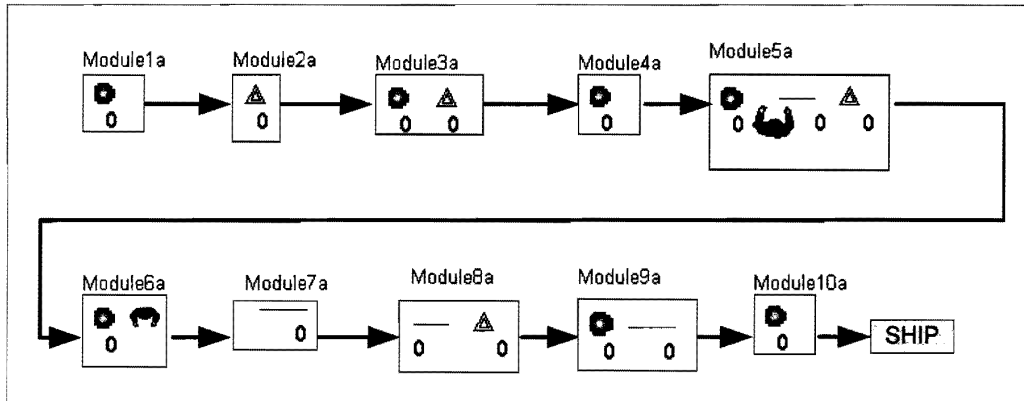 Module1a Module2a Module3a Module4a Module5a
0 0 0 0 0 0 0 0
Module6a Module7a Module8a Module9a Module10a
0 0 0 0 0 0 0
SHIP